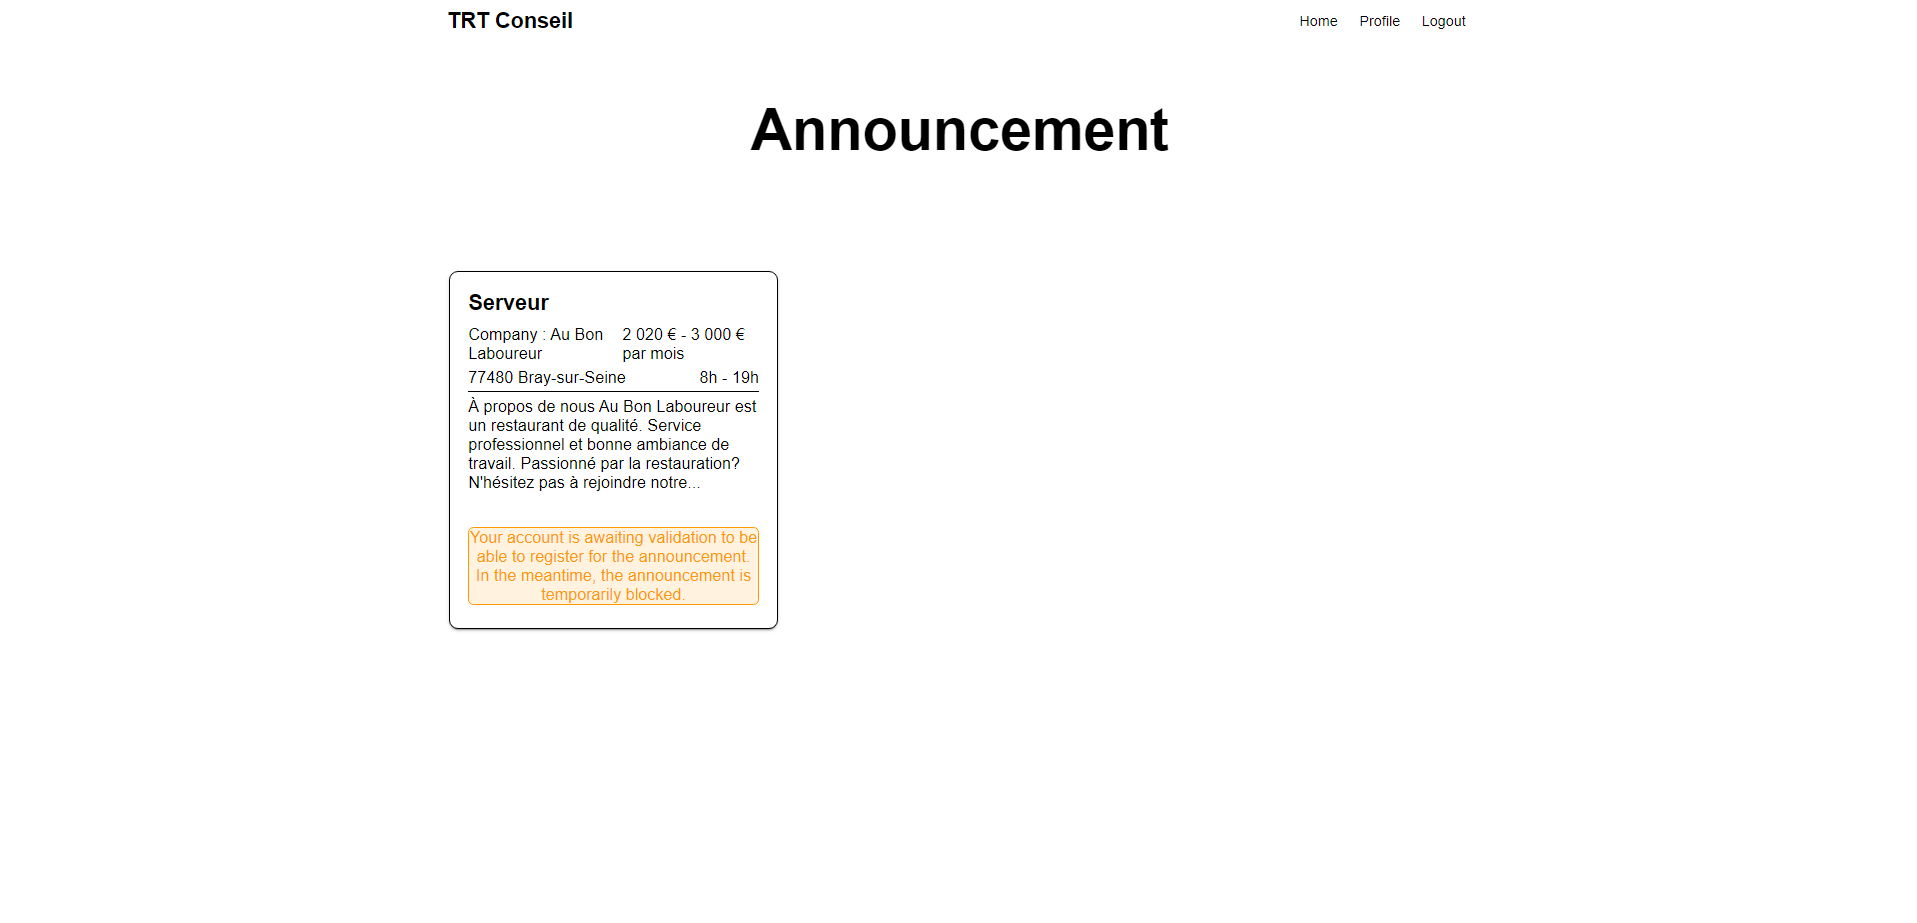 TRT Conseil
Home Profile Logout
Announcement
Serveur
Company : Au Bon
Laboureur
2 020 € - 3 000 €
par mois
77480 Bray-sur-Seine 8h - 19h
À propos de nous Au Bon Laboureur est
un restaurant de qualité. Service
professionnel et bonne ambiance de
travail. Passionné par la restauration?
N'hésitez pas à rejoindre notre...
Your account is awaiting validation to be
able to register for the announcement.
In the meantime, the announcement is
temporarily blocked.